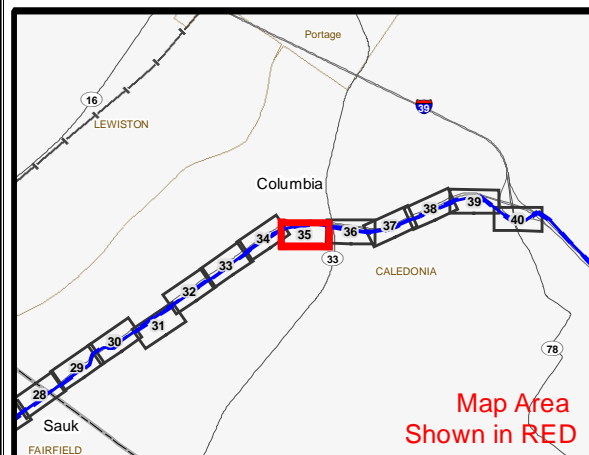 Portage
39
16
LEWISTON
Columbia
39
38
40
37
36
35
34
33
CALEDONIA
33
32
31
30
78
29
28
Map Area
Shown in RED
Sauk
FAIRFIELD